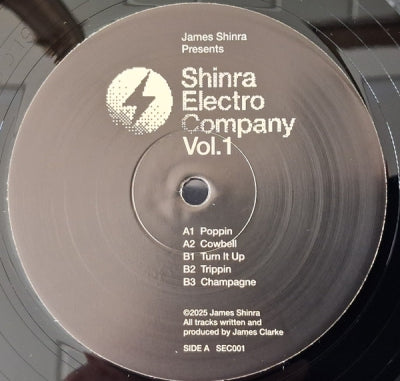 James Shinra
Presents
Shinra
Electro
Company
Vol.1
A1 Poppin
A2 Cowbell
B1 Turn It Up
B2 Trippin
B3 Champagne
©2025 James Shinra
All tracks written and
produced by James Clarke
SIDE A SEC001